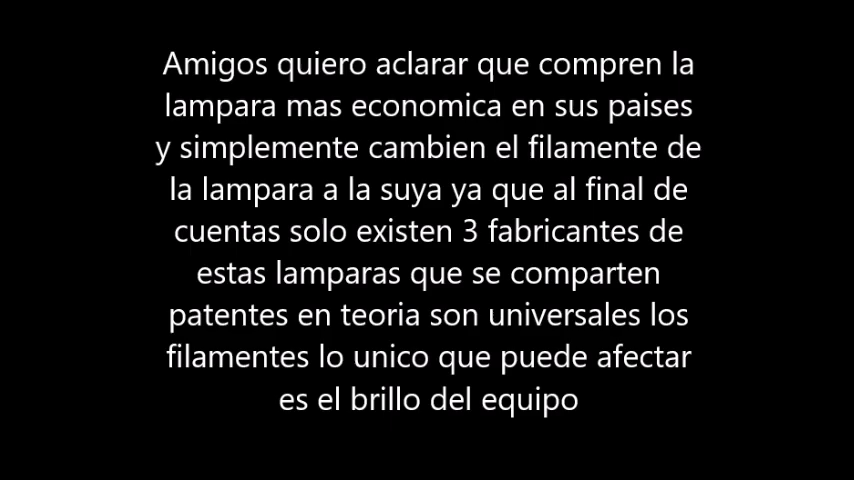 Amigos quiero aclarar que compren la
lampara mas economica en sus paises
y simplemente cambien el filamente de
la lampara a la suya ya que al final de
cuentas solo existen 3 fabricantes de
estas lamparas que se comparten
patentes en teoria son universales los
filamentes lo unico que puede afectar
es el brillo del equipo